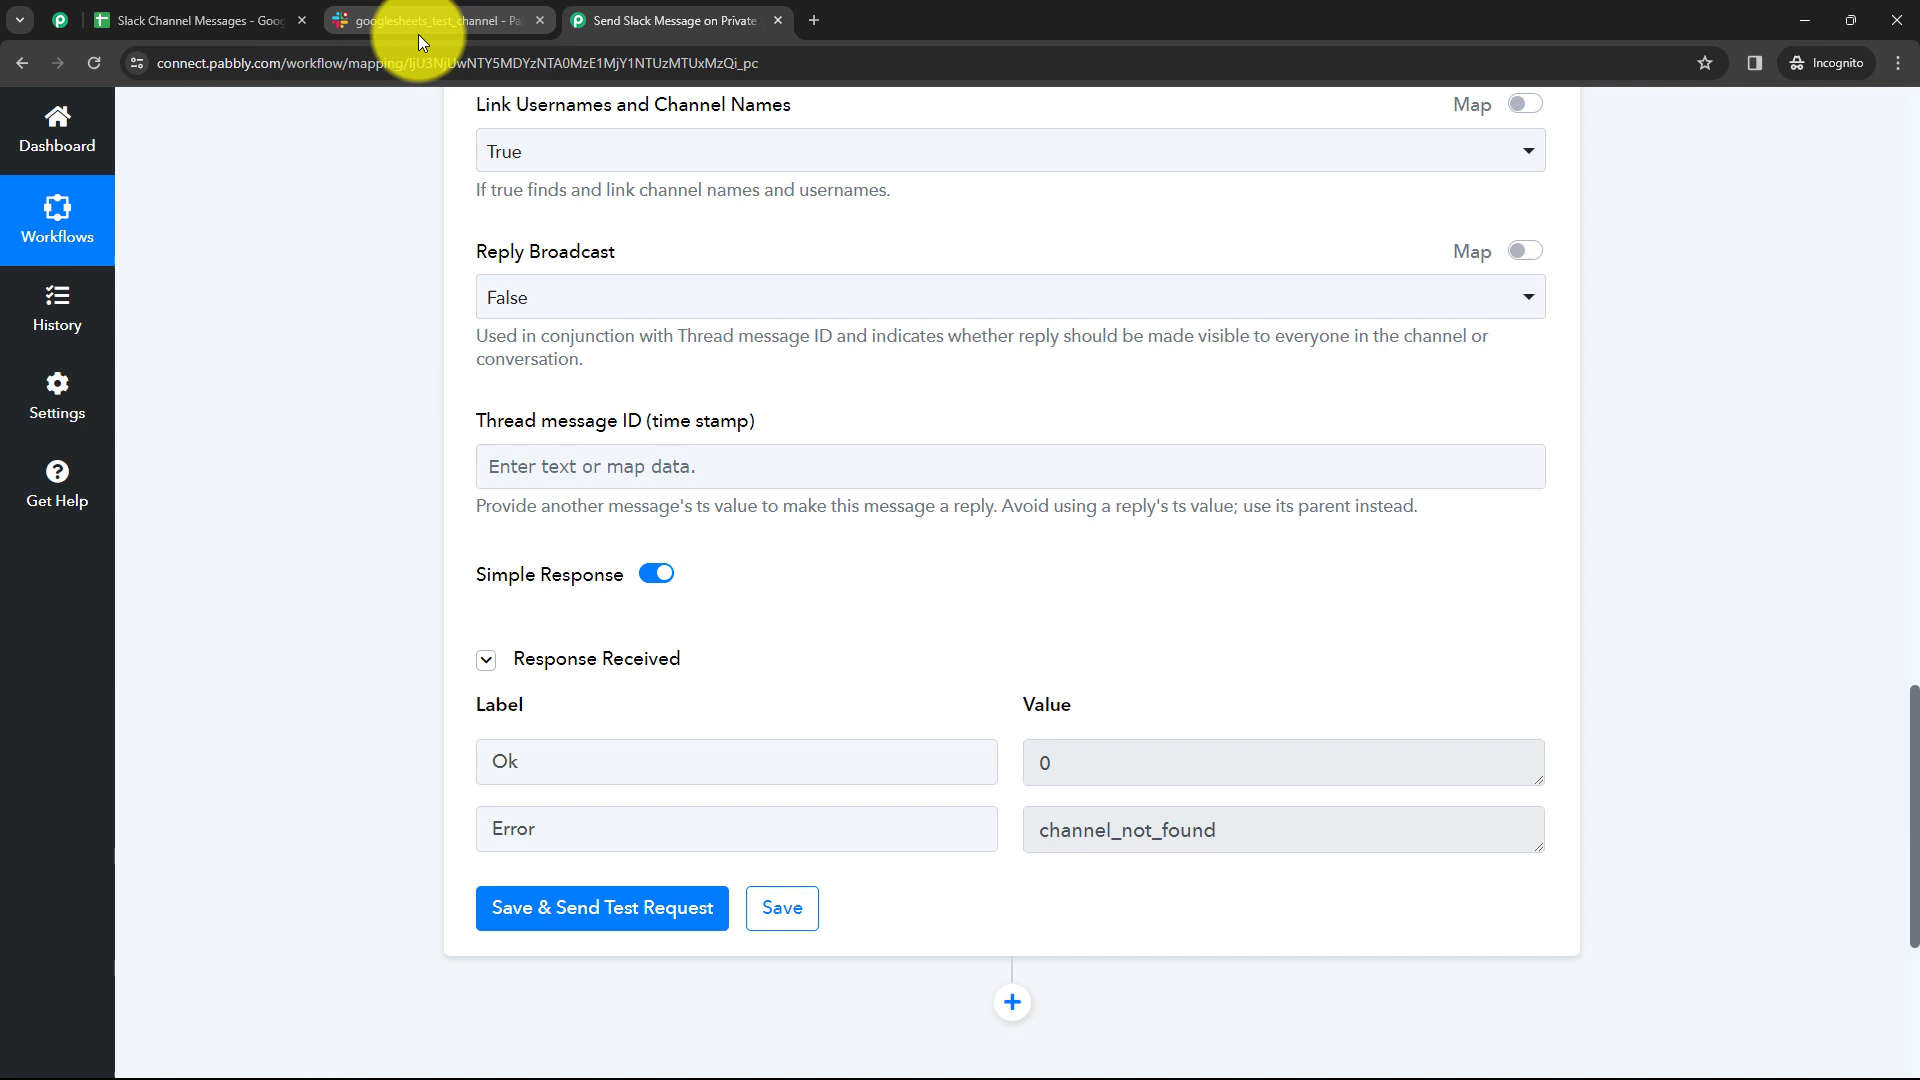 Slack Channel Messages - Goog
googlesheets_test_channel - Pa
Send Slack Message on Private
connect.pabbly.com/workflow/mapping/IjU3NjUwNTY5MDYzNTA0MzE1MjY1NTUzMTUxMzQi_pc
Incognito
Dashboard
Workflows
History
Settings
Get Help
Link Usernames and Channel Names
Map
True
If true finds and link channel names and usernames.
Reply Broadcast
Map
False
Used in conjunction with Thread message ID and indicates whether reply should be made visible to everyone in the channel or
conversation.
Thread message ID (time stamp)
Enter text or map data.
Provide another message's ts value to make this message a reply. Avoid using a reply's ts value; use its parent instead.
Simple Response
Response Received
Label
Value
Ok
0
Error
channel_not_found
Save & Send Test Request
Save